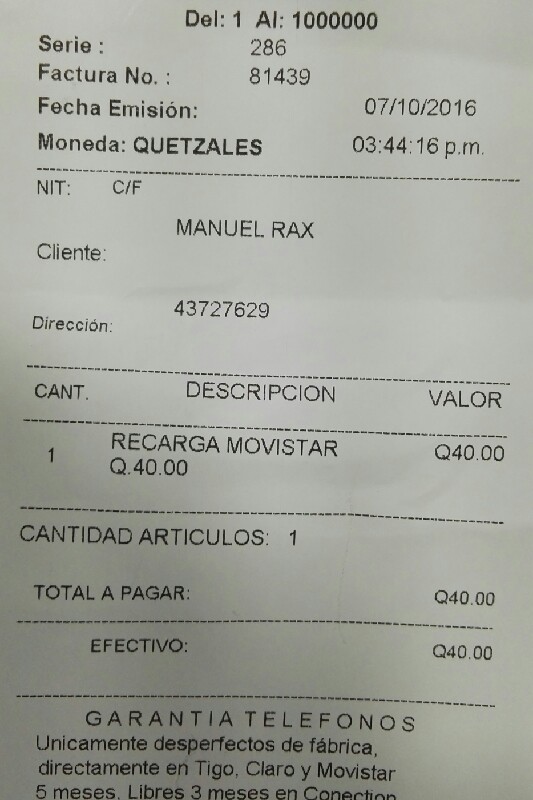 Del: 1 Al: 1000000
Serie : 286
Factura No. : 81439
Fecha Emisión: 07/10/2016
Moneda: QUETZALES 03:44:16 p.m.
NIT: C/F
MANUEL RAX
Cliente:
43727629
Dirección:
CANT. DESCRIPCION VALOR
1 RECARGA MOVISTAR Q40.00
Q.40.00
CANTIDAD ARTICULOS: 1
TOTAL A PAGAR: Q40.00
EFECTIVO: Q40.00
GARANTIA TELEFONOS
Unicamente desperfectos de fábrica,
directamente en Tigo, Claro y Movistar
5 meses, Libres 3 meses en Conection